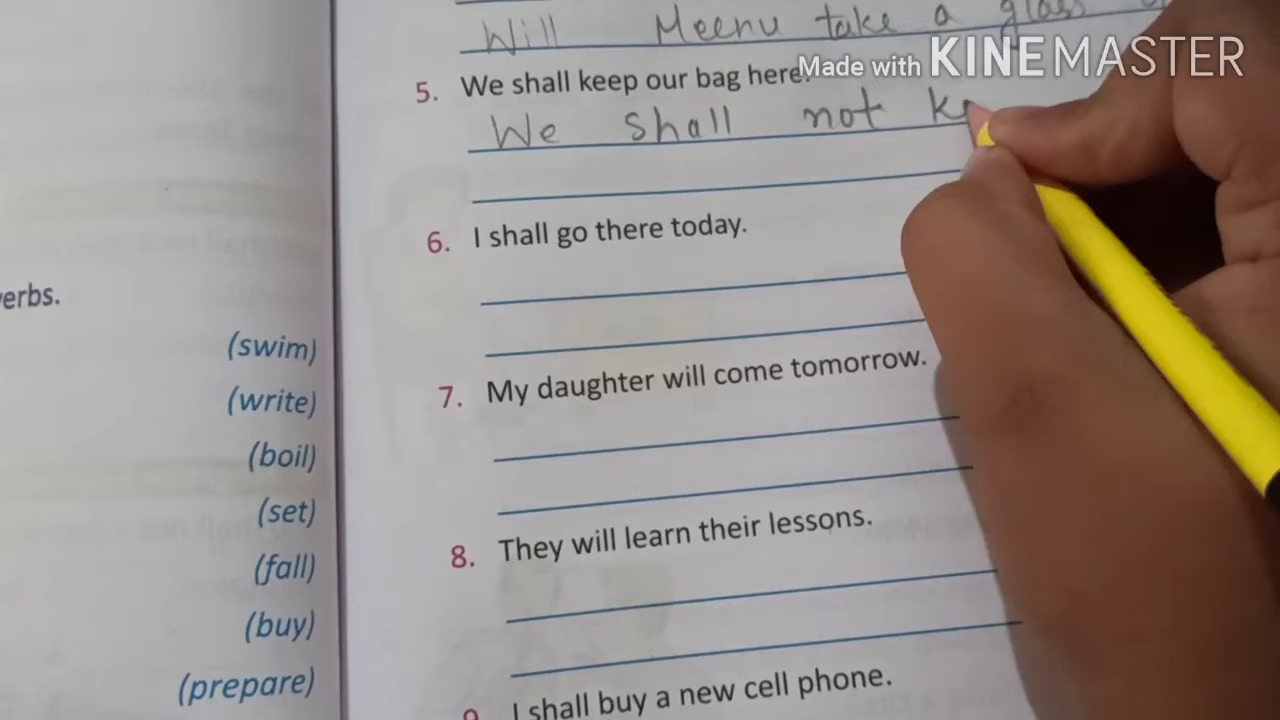 Will Meenu take a glass
Made with KINEMASTER
5. We shall keep our bag here.
We shall not
6. I shall go there today.
7. My daughter will come tomorrow.
8. They will learn their lessons.
I shall buy a new cell phone.
verbs.
(swim)
(write)
(boil)
(set)
(fall)
(buy)
(prepare)